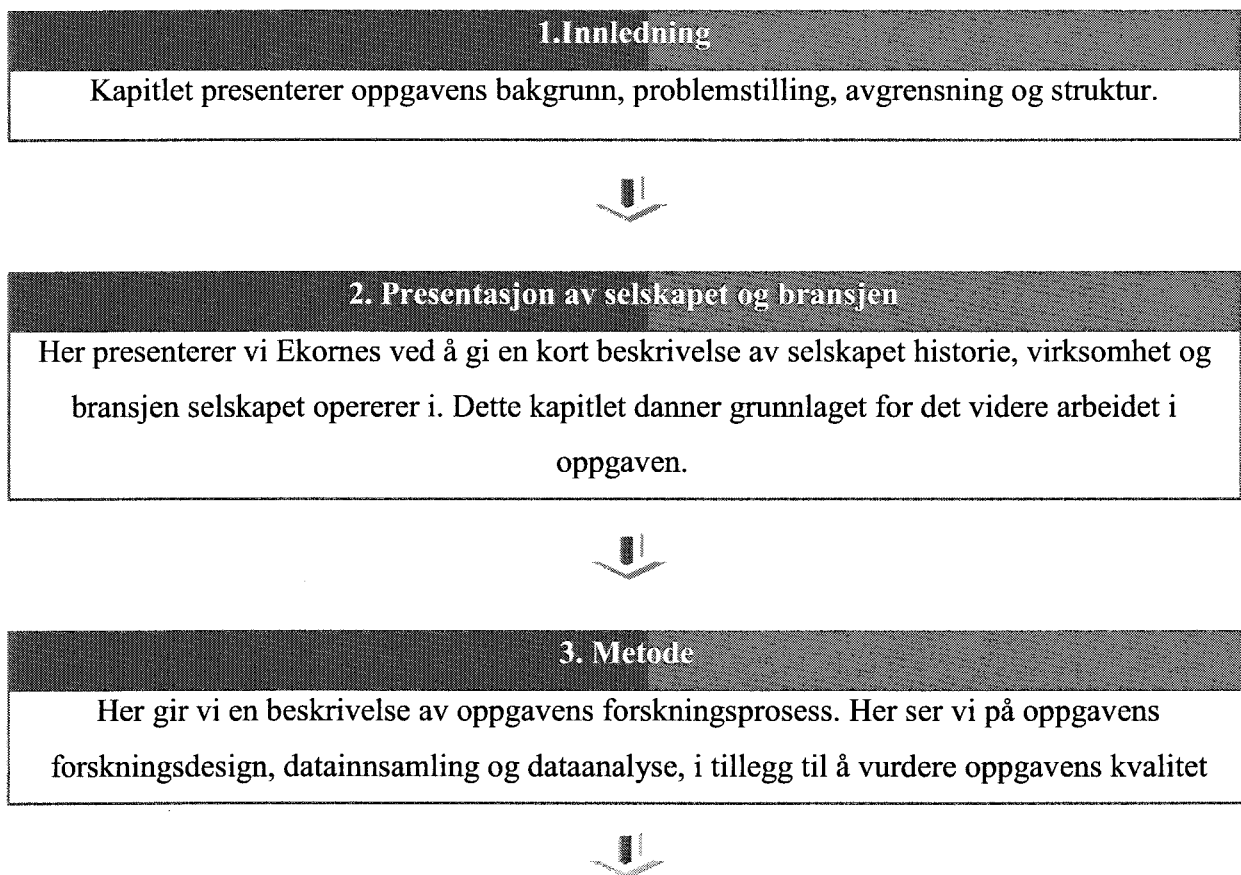 1.Innledning
Kapitlet presenterer oppgavens bakgrunn, problemstilling, avgrensning og struktur.
2. Presentasjon av selskapet og bransjen
Her presenterer vi Ekornes ved å gi en kort beskrivelse av selskapet historie, virksomhet og
bransjen selskapet opererer i. Dette kapitlet danner grunnlaget for det videre arbeidet i
oppgaven.
3. Metode
Her gir vi en beskrivelse av oppgavens forskningsprosess. Her ser vi på oppgavens
forskningsdesign, datainnsamling og dataanalyse, i tillegg til å vurdere oppgavens kvalitet